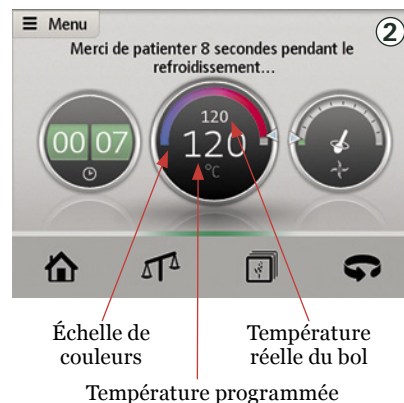 Menu
2
Merci de patienter 8 secondes pendant le
refroidissement...
00 07
120
120
°C
Échelle de
couleurs
Température
réelle du bol
Température programmée